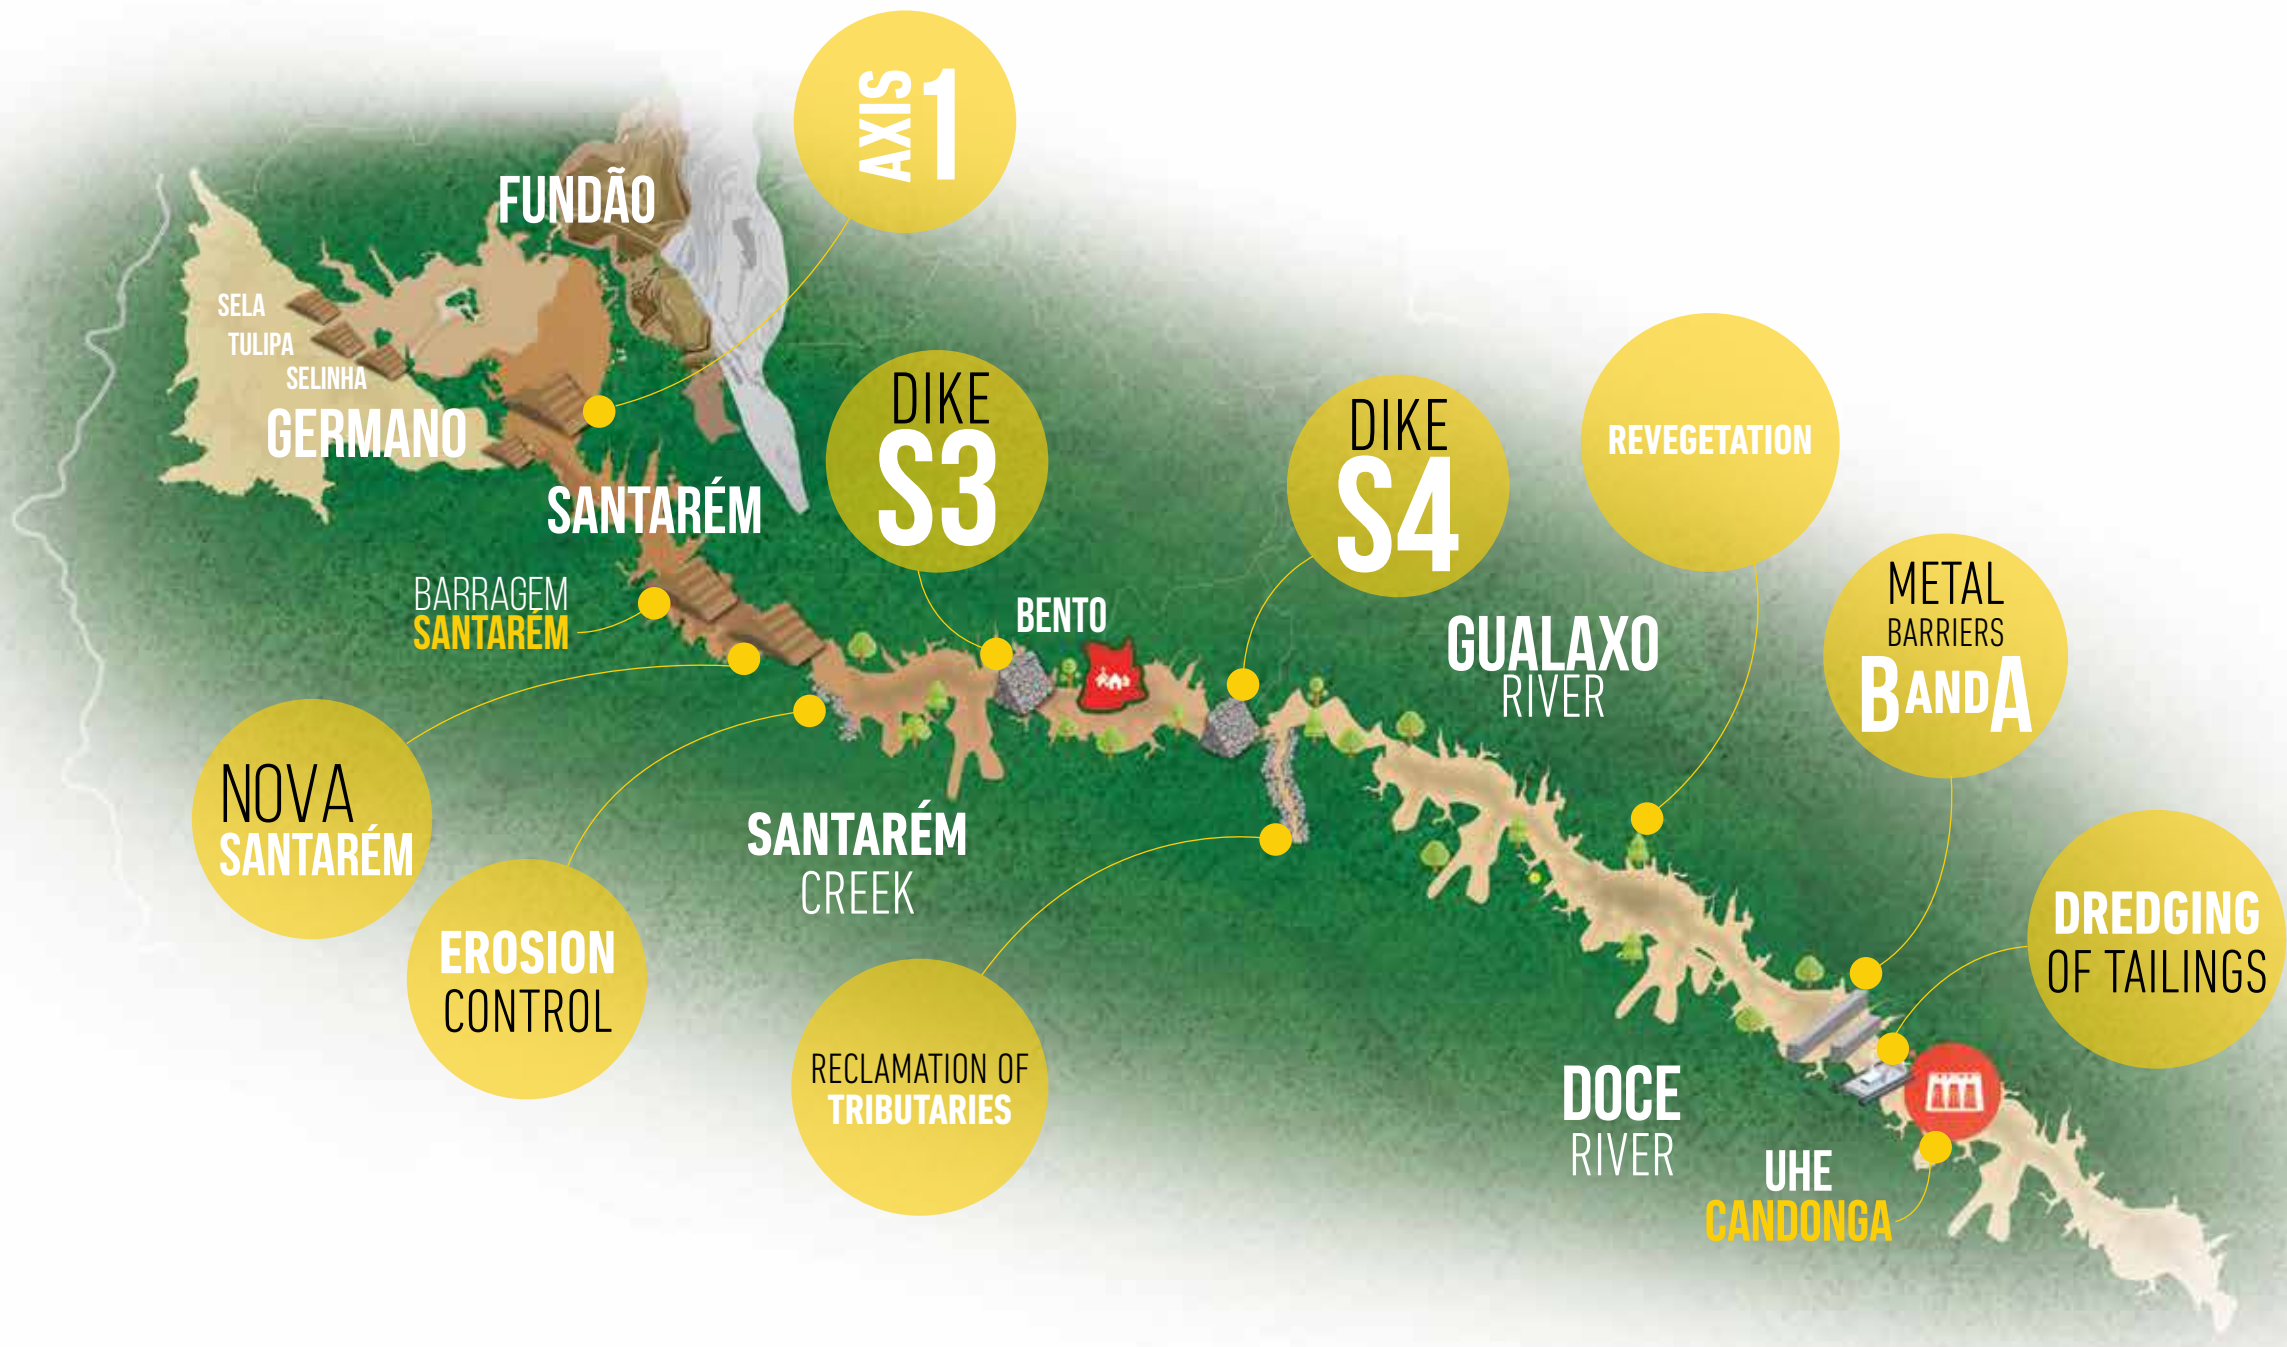 AXIS 1
FUNDÃO
SELA
TULIPA
SELINHA
GERMANO
SANTARÉM
BARRAGEM
SANTARÉM
DIKE
S3
BENTO
DIKE
S4
REVEGETATION
GUALAXO
RIVER
METAL
BARRIERS
B AND A
NOVA
SANTARÉM
EROSION
CONTROL
SANTARÉM
CREEK
RECLAMATION OF
TRIBUTARIES
DREDGING
OF TAILINGS
DOCE
RIVER
UHE
CANDONGA